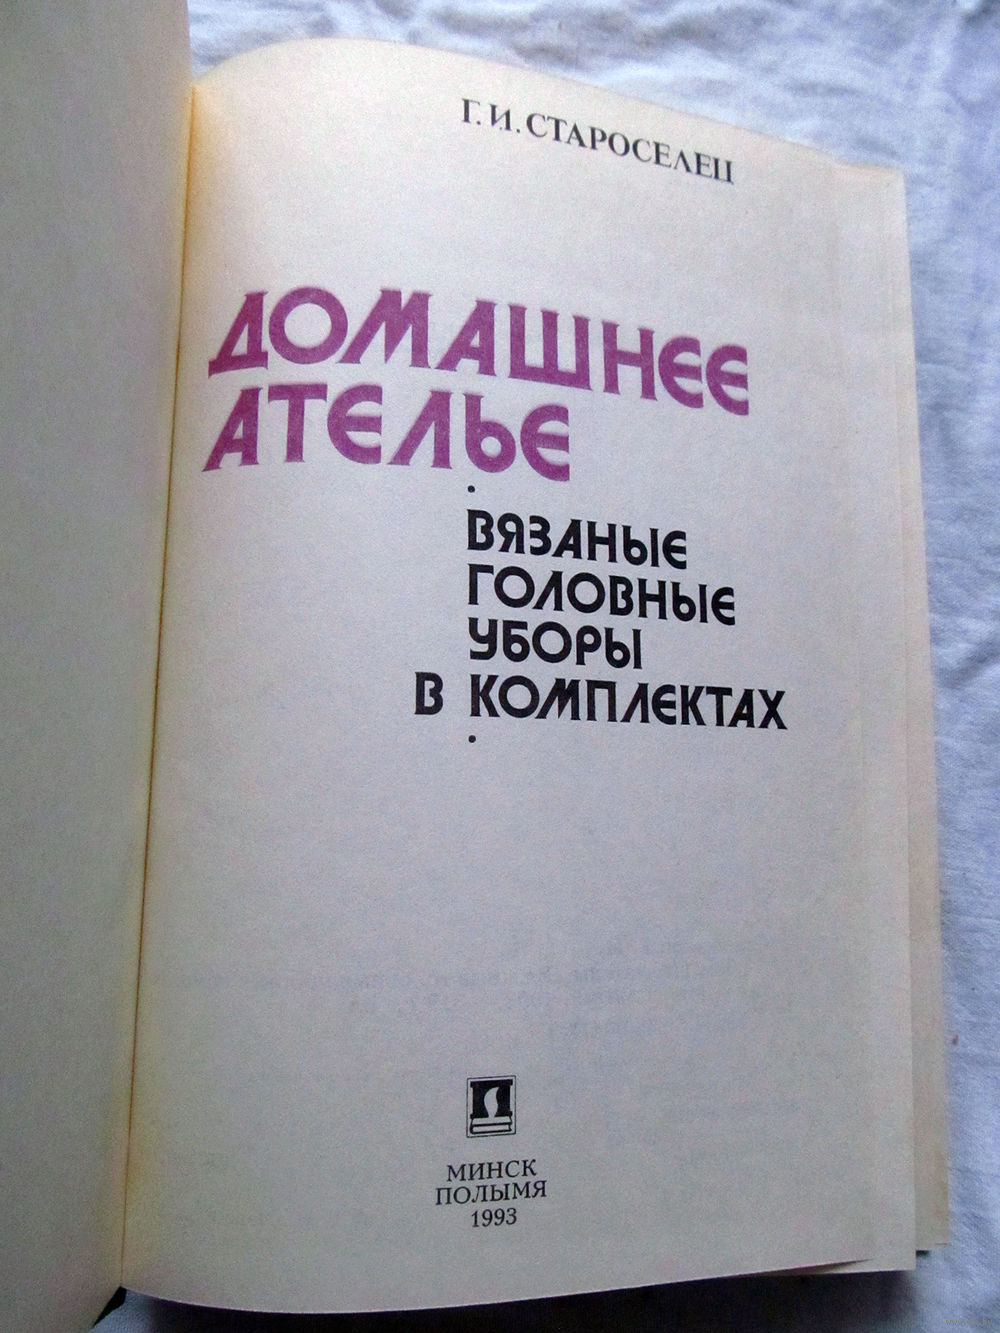 Г. И. СТАРОСЕЛЕЦ
ДОМАШНЕЕ
АТЕЛЬЕ
ВЯЗАНЫЕ
ГОЛОВНЫЕ
УБОРЫ
В КОМПЛЕКТАХ
МИНСК
ПОЛЫМЯ
1993